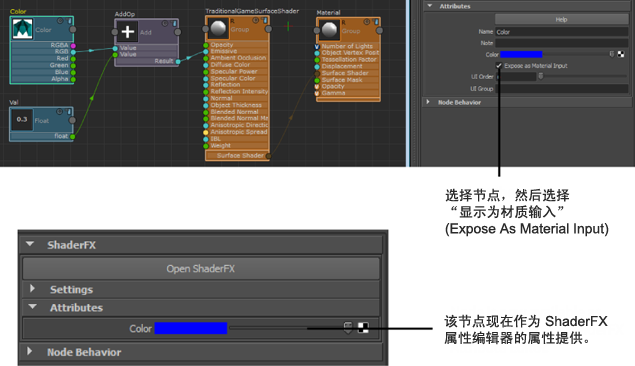 Color
Color
RGBA
RGB
Red
Green
Blue
Alpha
Val
0.3
Float
float
AddOp
Add
Value
Value
Result
TraditionalGameSurfaceShader
R
Group
Opacity
Emissive
Ambient Occlusion
Diffuse Color
Specular Power
Specular Color
Reflection
Reflection Intensity
Normal
Object Thickness
Blended Normal
Blended Normal Ma
Anisotropic Directio
Anisotropic Spread
IBL
Weight
Surface Shader
Material
R
Group
Number of Lights
Object Vertex Posit
Tessellation Factor
Displacement
Surface Shader
Surface Mask
Opacity
Gamma
Attributes
Help
Name Color
Note
Color
Expose as Material Input
UI Order
UI Group
Node Behavior
选择节点，然后选择
“显示为材质输入”
(Expose As Material Input)
ShaderFX
Open ShaderFX
Settings
Attributes
Color
Node Behavior
该节点现在作为 ShaderFX
属性编辑器的属性提供。